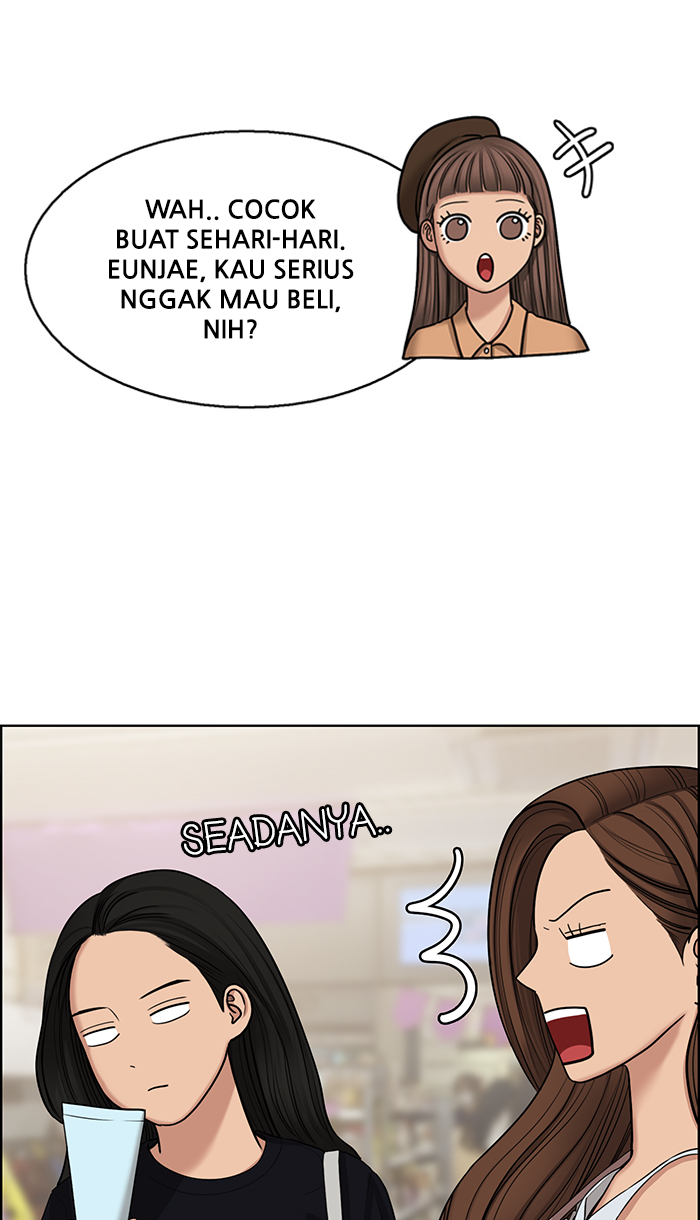 WAH.. COCOK
BUAT SEHARI-HARI.
EUNJAE, KAU SERIUS
NGGAK MAU BELI,
NIH?
SEADANYA..